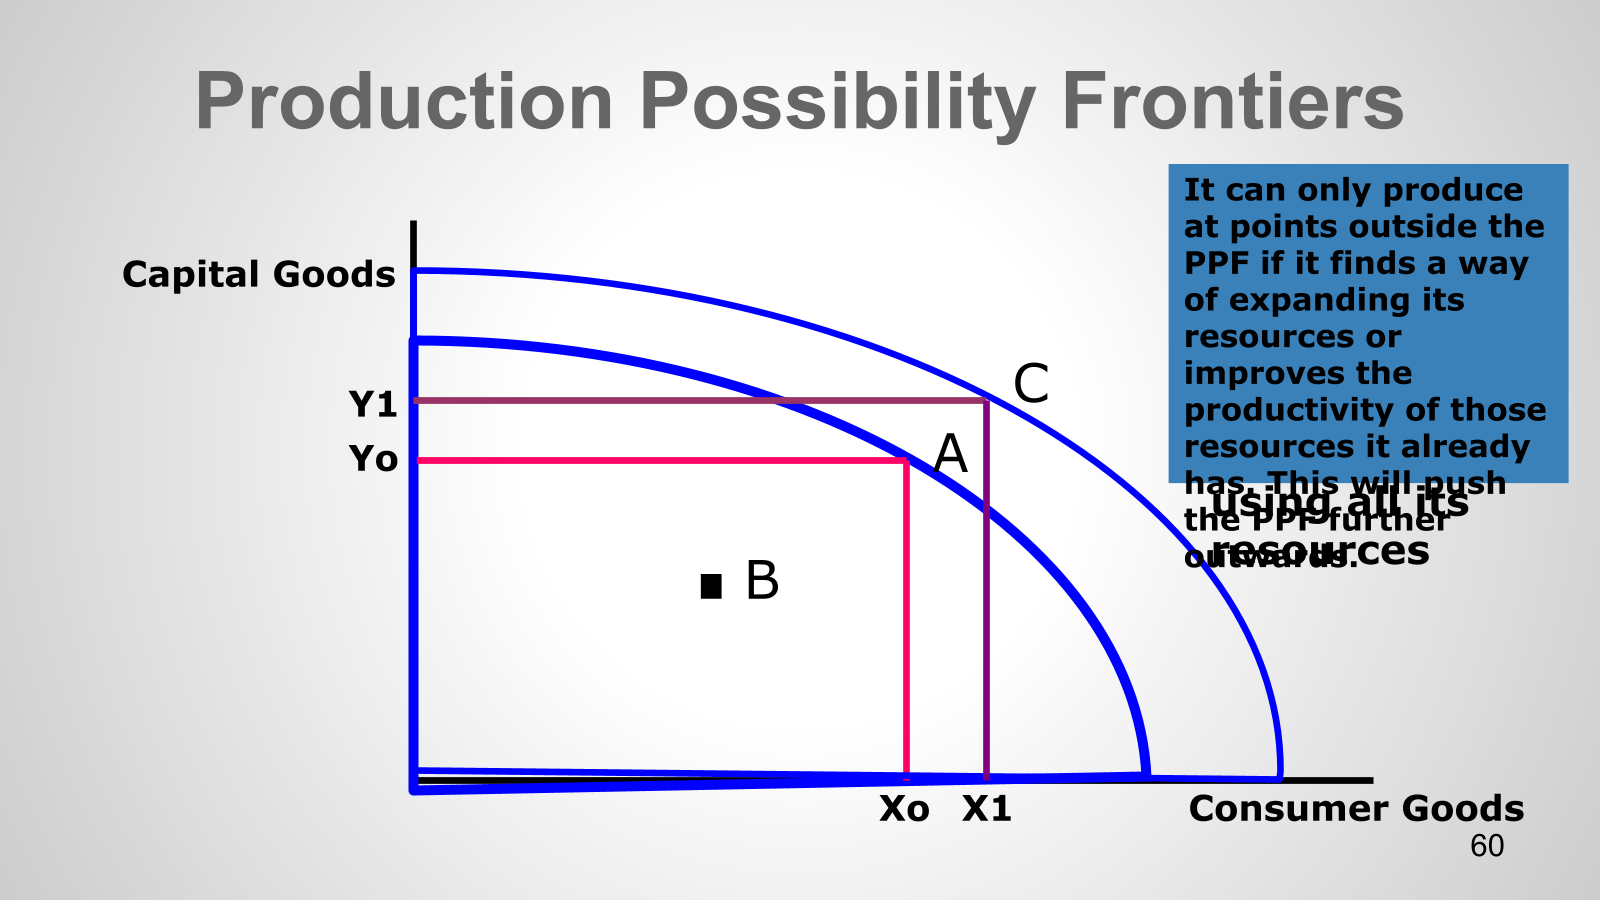 Production Possibility Frontiers
It can only produce
at points outside the
PPF if it finds a way
of expanding its
resources or
improves the
productivity of those
resources it already
has. This will push
the PPF further
outwards.
using all its
resources
Capital Goods
Y1
Yo
C
A
B
Xo X1
Consumer Goods
60